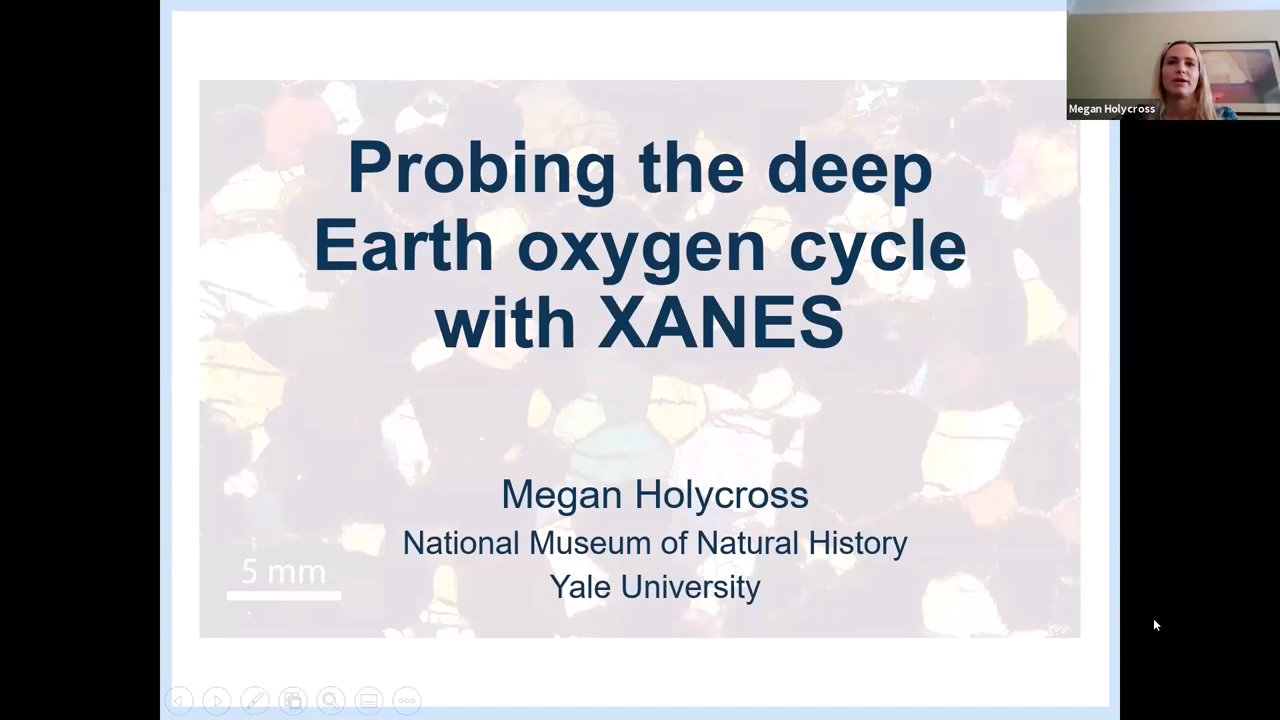 Megan Holycross
Probing the deep
Earth oxygen cycle
with XANES
Megan Holycross
National Museum of Natural History
Yale University
5 mm